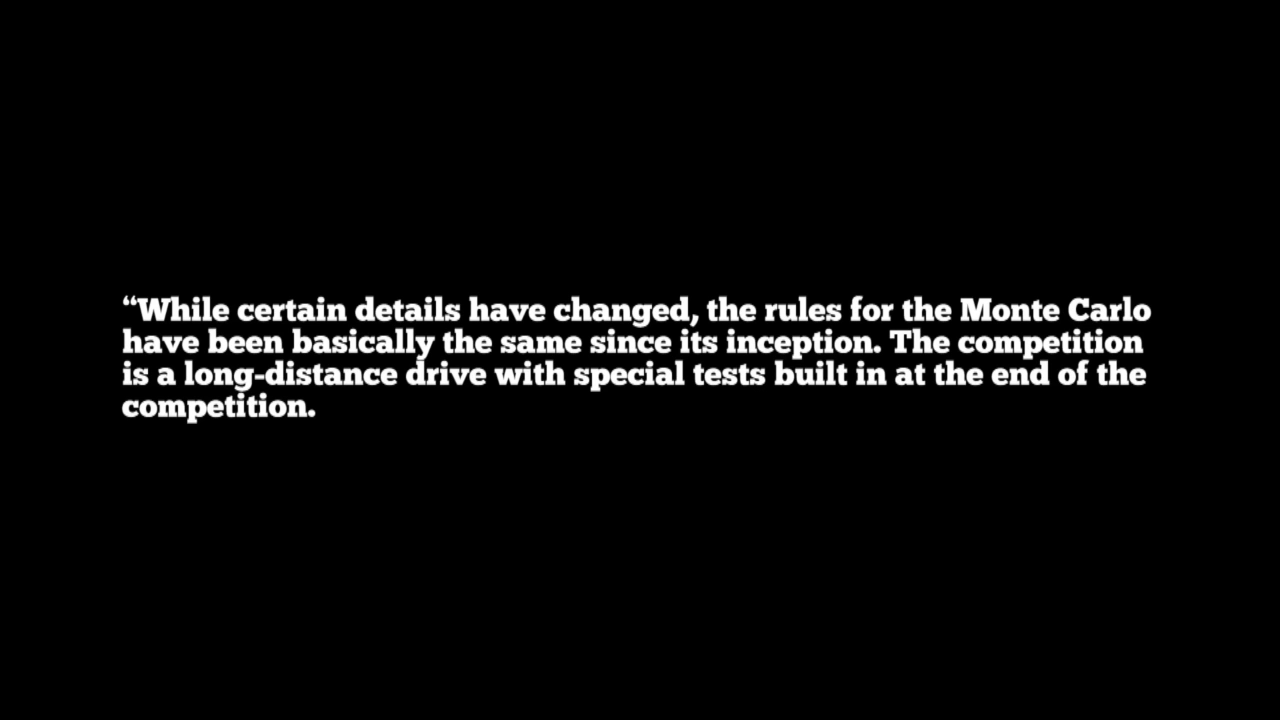 “While certain details have changed, the rules for the Monte Carlo
have been basically the same since its inception. The competition
is a long-distance drive with special tests built in at the end of the
competition.